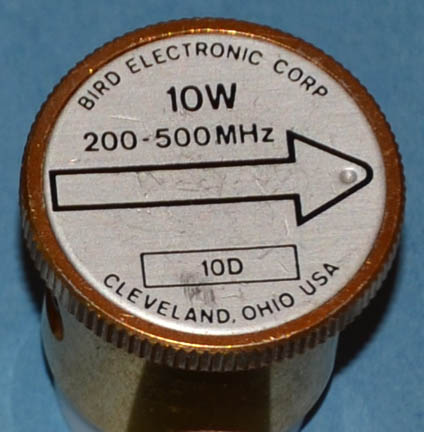 BIRD ELECTRONIC CORP
10W
200-500MHz
10D
CLEVELAND, OHIO USA